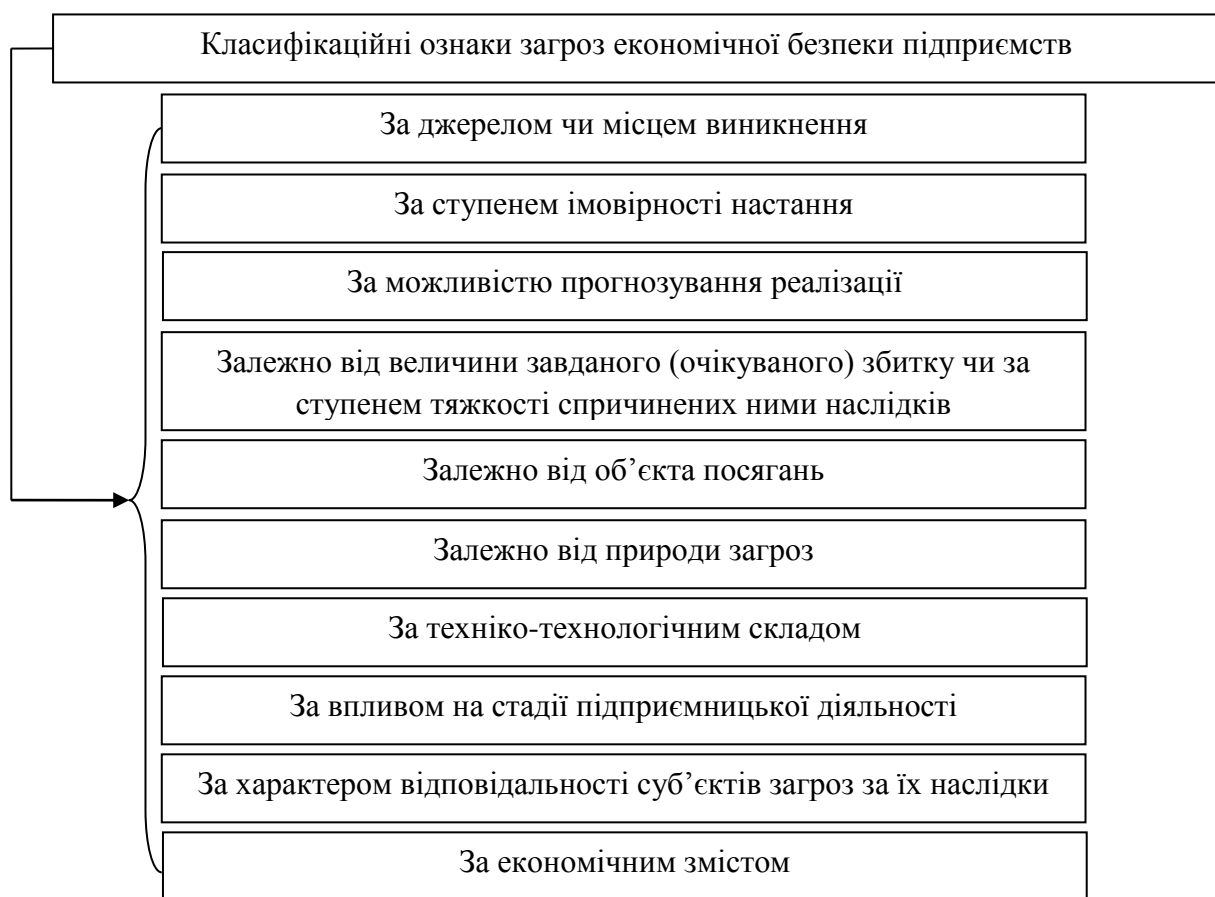 Класифікаційні ознаки загроз економічної безпеки підприємств
За джерелом чи місцем виникнення
За ступенем імовірності настання
За можливістю прогнозування реалізації
Залежно від величини завданого (очікуваного) збитку чи за
ступенем тяжкості спричинених ними наслідків
Залежно від об’єкта посягань
Залежно від природи загроз
За техніко-технологічним складом
За впливом на стадії підприємницької діяльності
За характером відповідальності суб’єктів загроз за їх наслідки
За економічним змістом